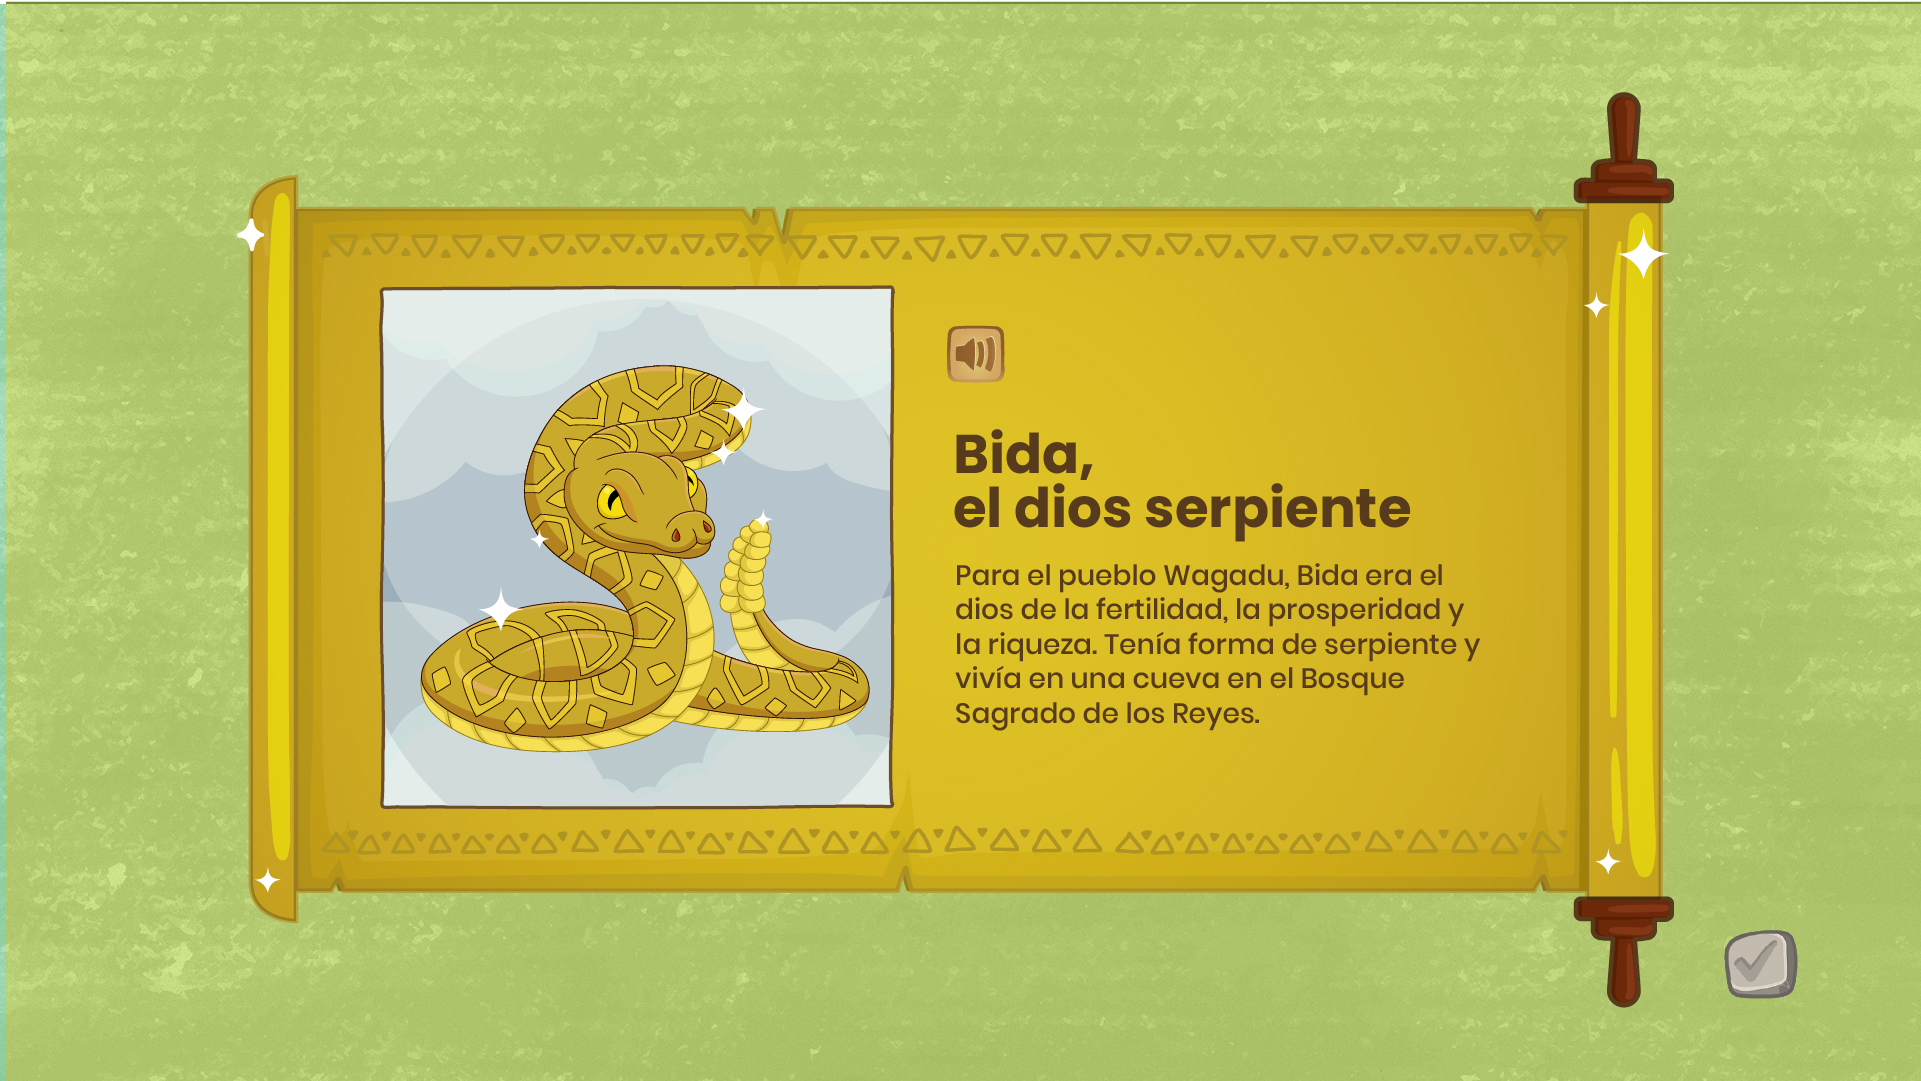 Bida,
el dios serpiente
Para el pueblo Wagadu, Bida era el
dios de la fertilidad, la prosperidad y
la riqueza. Tenía forma de serpiente y
vivía en una cueva en el Bosque
Sagrado de los Reyes.